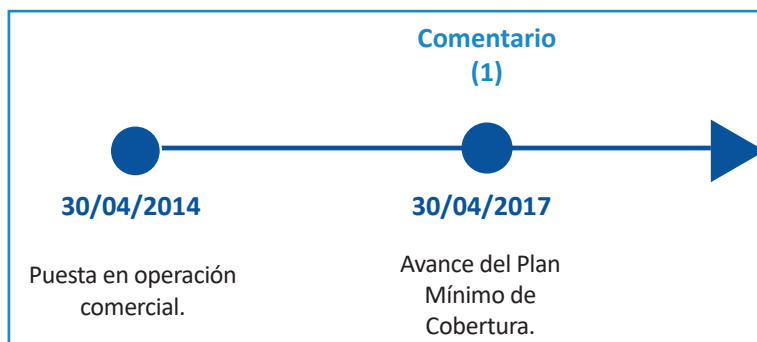 Comentario
(1)
30/04/2014
30/04/2017
Puesta en operación
comercial.
Avance del Plan
Mínimo de
Cobertura.